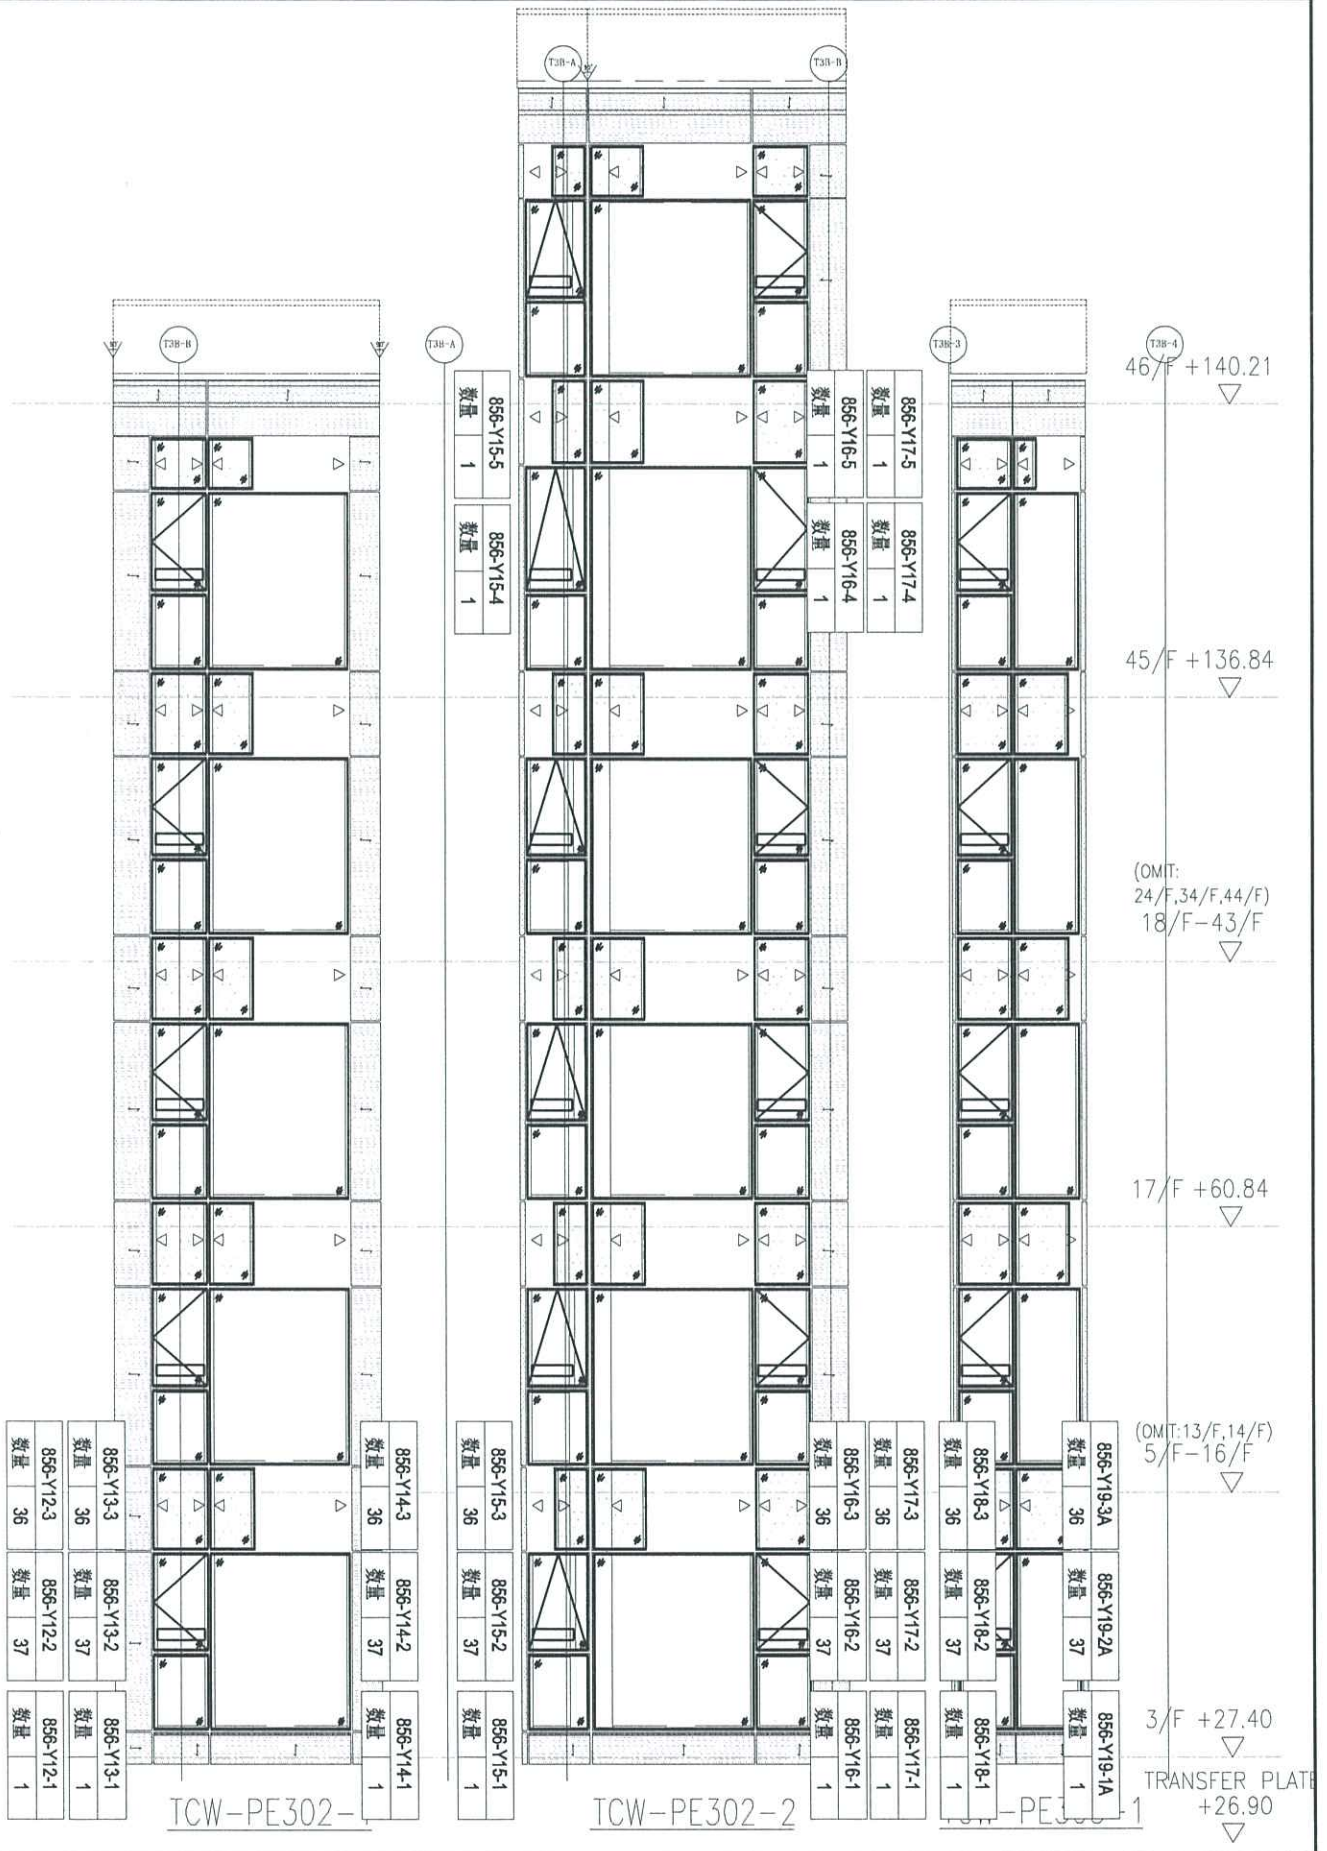 T3B-A
T3B-B
T3B-B
T3B-A
T3B-3
T3B-4
46/F +140.21
856-Y15-5
数量 1
856-Y15-4
数量 1
856-Y16-5
数量 1
856-Y16-4
数量 1
856-Y17-5
数量 1
856-Y17-4
数量 1
45/F +136.84
(OMIT:
24/F,34/F,44/F)
18/F-43/F
17/F +60.84
(OMIT:13/F,14/F)
5/F-16/F
856-Y12-3
数量 36
856-Y12-2
数量 37
856-Y12-1
数量 1
856-Y13-3
数量 36
856-Y13-2
数量 37
856-Y13-1
数量 1
856-Y14-3
数量 36
856-Y14-2
数量 37
856-Y14-1
数量 1
856-Y15-3
数量 36
856-Y15-2
数量 37
856-Y15-1
数量 1
856-Y16-3
数量 36
856-Y16-2
数量 37
856-Y16-1
数量 1
856-Y17-3
数量 36
856-Y17-2
数量 37
856-Y17-1
数量 1
856-Y18-3
数量 36
856-Y18-2
数量 37
856-Y18-1
数量 1
856-Y19-3A
数量 36
856-Y19-2A
数量 37
856-Y19-1A
数量 1
3/F +27.40
TRANSFER PLATE
+26.90
TCW-PE302-
TCW-PE302-2